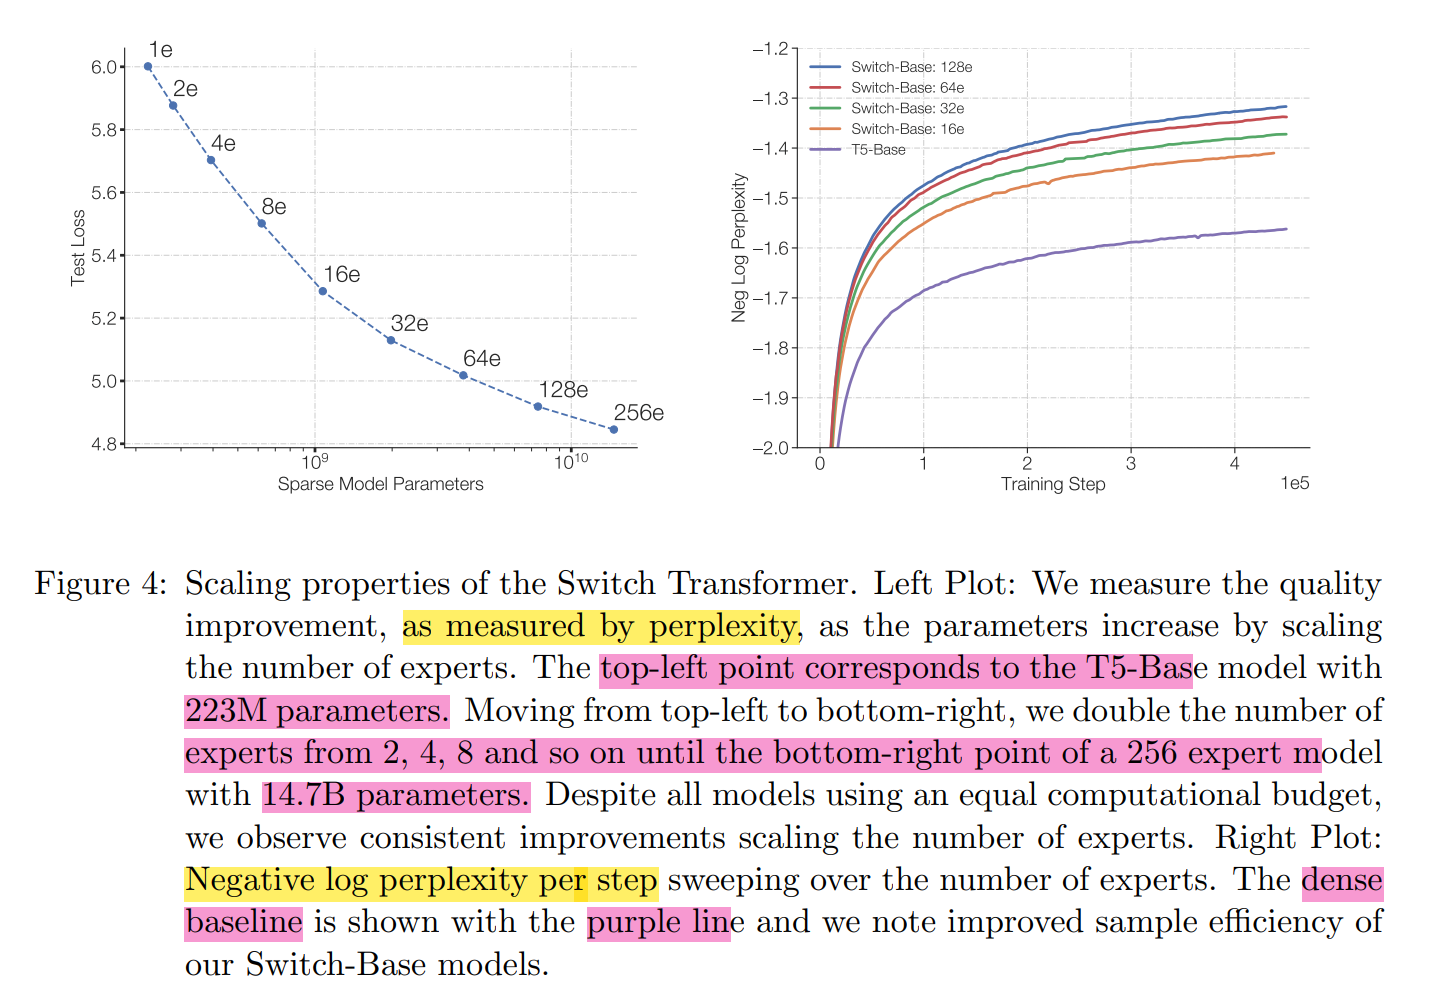 1e
2e
4e
8e
16e
32e
64e
128e
256e
6.0
5.8
5.6
5.4
5.2
5.0
4.8
Test Loss
10⁹
10¹⁰
Sparse Model Parameters
−1.2
−1.3
−1.4
−1.5
−1.6
−1.7
−1.8
−1.9
−2.0
Neg Log Perplexity
Switch-Base: 128e
Switch-Base: 64e
Switch-Base: 32e
Switch-Base: 16e
T5-Base
0
1
2
3
4
Training Step
1e5
Figure 4: Scaling properties of the Switch Transformer. Left Plot: We measure the quality
improvement, as measured by perplexity, as the parameters increase by scaling
the number of experts. The top-left point corresponds to the T5-Base model with
223M parameters. Moving from top-left to bottom-right, we double the number of
experts from 2, 4, 8 and so on until the bottom-right point of a 256 expert model
with 14.7B parameters. Despite all models using an equal computational budget,
we observe consistent improvements scaling the number of experts. Right Plot:
Negative log perplexity per step sweeping over the number of experts. The dense
baseline is shown with the purple line and we note improved sample efficiency of
our Switch-Base models.